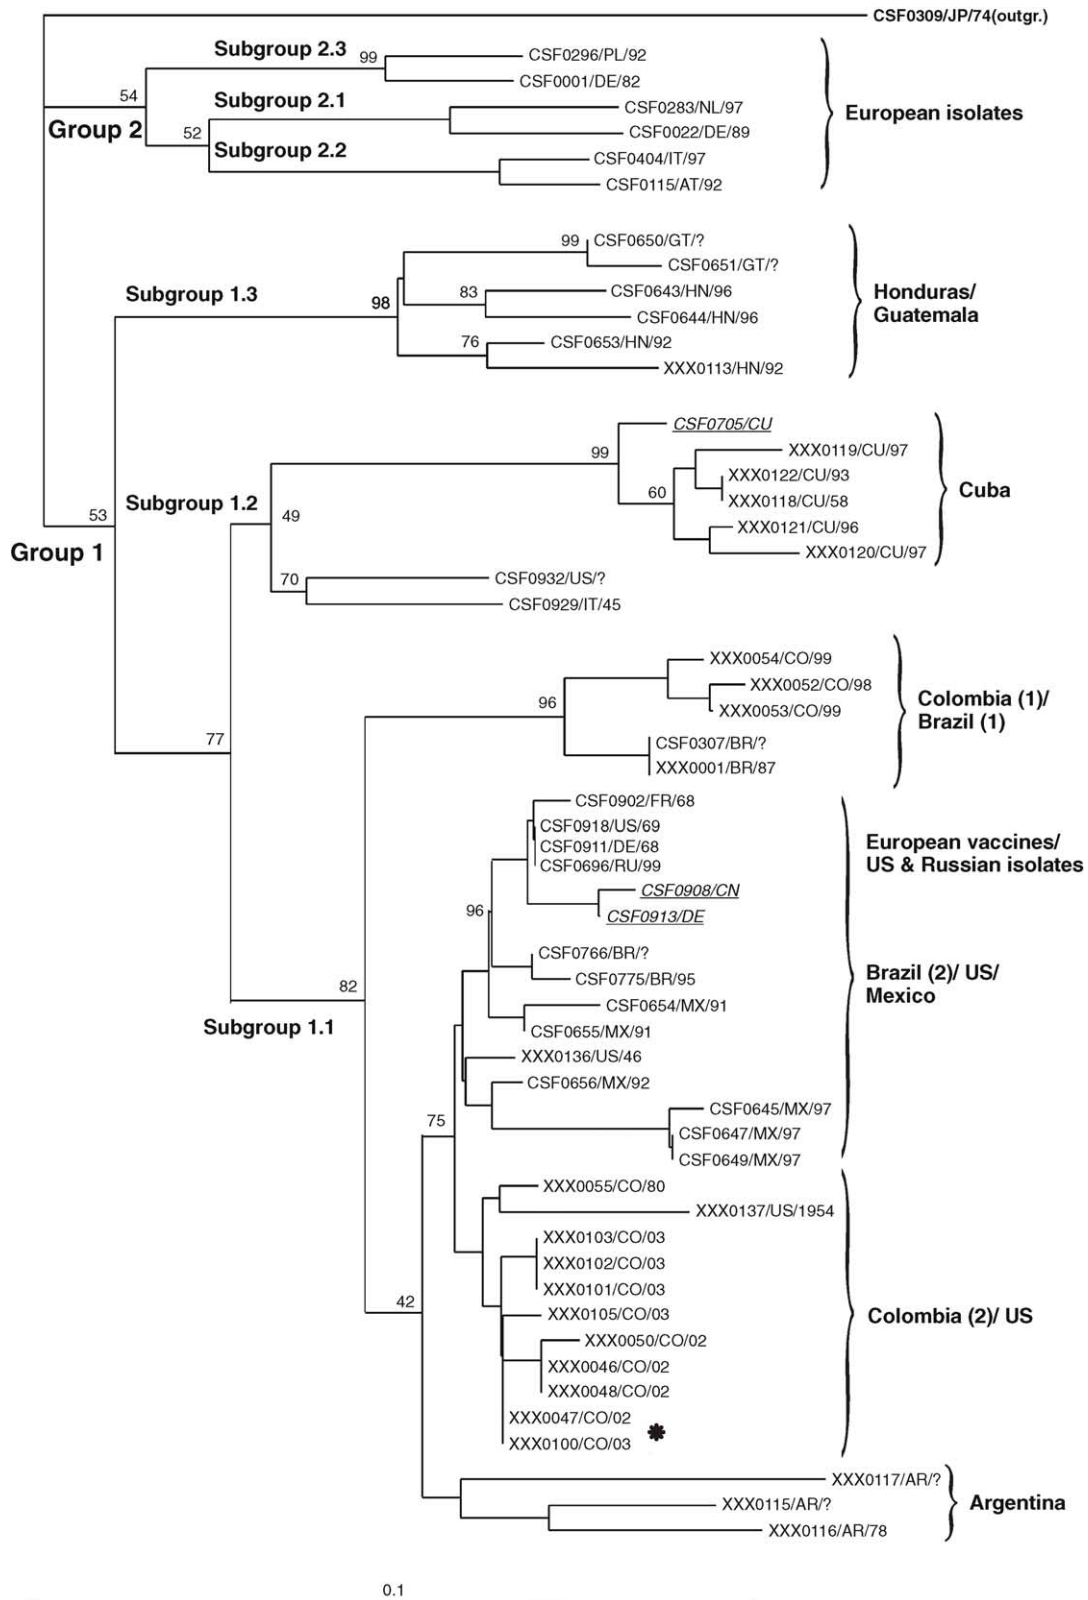 CSF0309/JP/74(outgr.)
Subgroup 2.3
99
CSF0296/PL/92
CSF0001/DE/82
54
Subgroup 2.1
CSF0283/NL/97
European isolates
Group 2
52
CSF0022/DE/89
Subgroup 2.2
CSF0404/IT/97
CSF0115/AT/92
99
CSF0650/GT/?
CSF0651/GT/?
Subgroup 1.3
98
83
CSF0643/HN/96
Honduras/
Guatemala
CSF0644/HN/96
76
CSF0653/HN/92
XXX0113/HN/92
CSF0705/CU
99
XXX0119/CU/97
XXX0122/CU/93
60
XXX0118/CU/58
Cuba
Subgroup 1.2
53
49
XXX0121/CU/96
Group 1
XXX0120/CU/97
70
CSF0932/US/?
CSF0929/IT/45
XXX0054/CO/99
XXX0052/CO/98
96
XXX0053/CO/99
Colombia (1)/
Brazil (1)
77
CSF0307/BR/?
XXX0001/BR/87
CSF0902/FR/68
CSF0918/US/69
CSF0911/DE/68
CSF0696/RU/99
European vaccines/
US & Russian isolates
CSF0908/CN
96
CSF0913/DE
CSF0766/BR/?
CSF0775/BR/95
Brazil (2)/ US/
Mexico
82
CSF0654/MX/91
Subgroup 1.1
CSF0655/MX/91
XXX0136/US/46
CSF0656/MX/92
75
CSF0645/MX/97
CSF0647/MX/97
CSF0649/MX/97
XXX0055/CO/80
XXX0137/US/1954
XXX0103/CO/03
XXX0102/CO/03
XXX0101/CO/03
42
XXX0105/CO/03
Colombia (2)/ US
XXX0050/CO/02
XXX0046/CO/02
XXX0048/CO/02
XXX0047/CO/02
*
XXX0100/CO/03
XXX0117/AR/?
XXX0115/AR/?
Argentina
XXX0116/AR/78
0.1